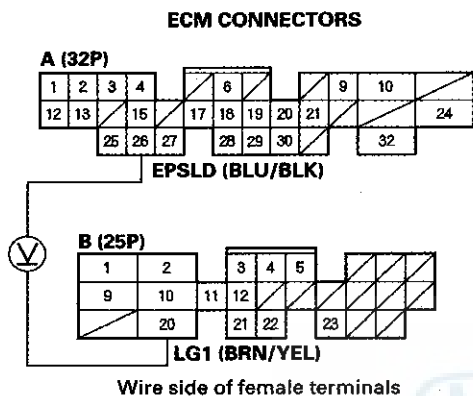 ECM CONNECTORS
A (32P)
1 2 3 4 6 9 10
12 13 15 17 18 19 20 21 24
25 26 27 28 29 30 32
EPSLD (BLU/BLK)
V
B (25P)
1 2 3 4 5
9 10 11 12
20 21 22 23
LG1 (BRN/YEL)
Wire side of female terminals